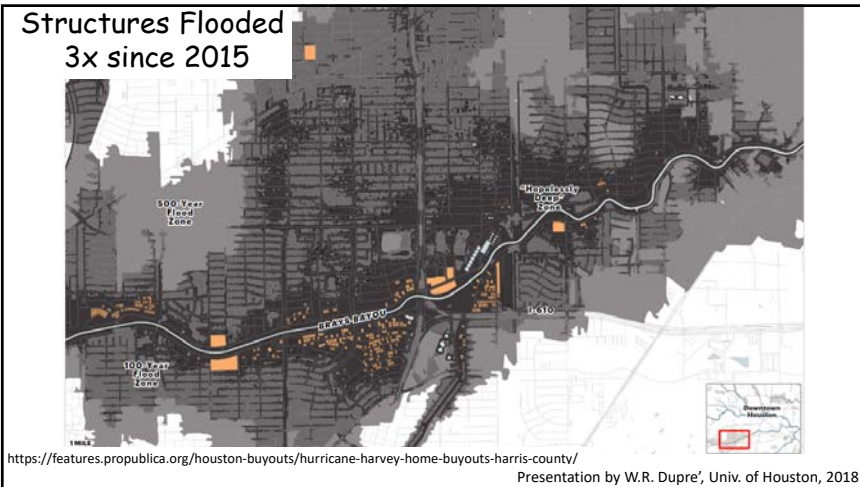 Structures Flooded
3x since 2015
500-Year
Flood
Zone
"Hopelessly
Deep"
Zone
BRAYS BAYOU
I-610
100-Year
Flood
Zone
Downtown
Houston
1 MILE
https://features.propublica.org/houston-buyouts/hurricane-harvey-home-buyouts-harris-county/
Presentation by W.R. Dupre', Univ. of Houston, 2018